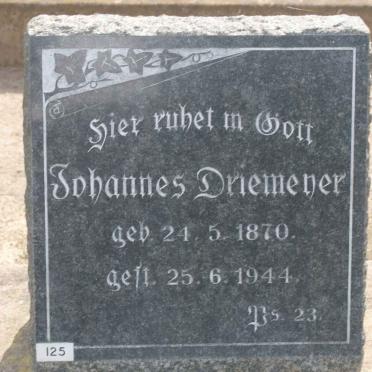 Hier ruhet in Gott
Johannes Driemeyer
geb. 24. 5. 1870.
gest. 25. 6. 1944.
Ps. 23.
125